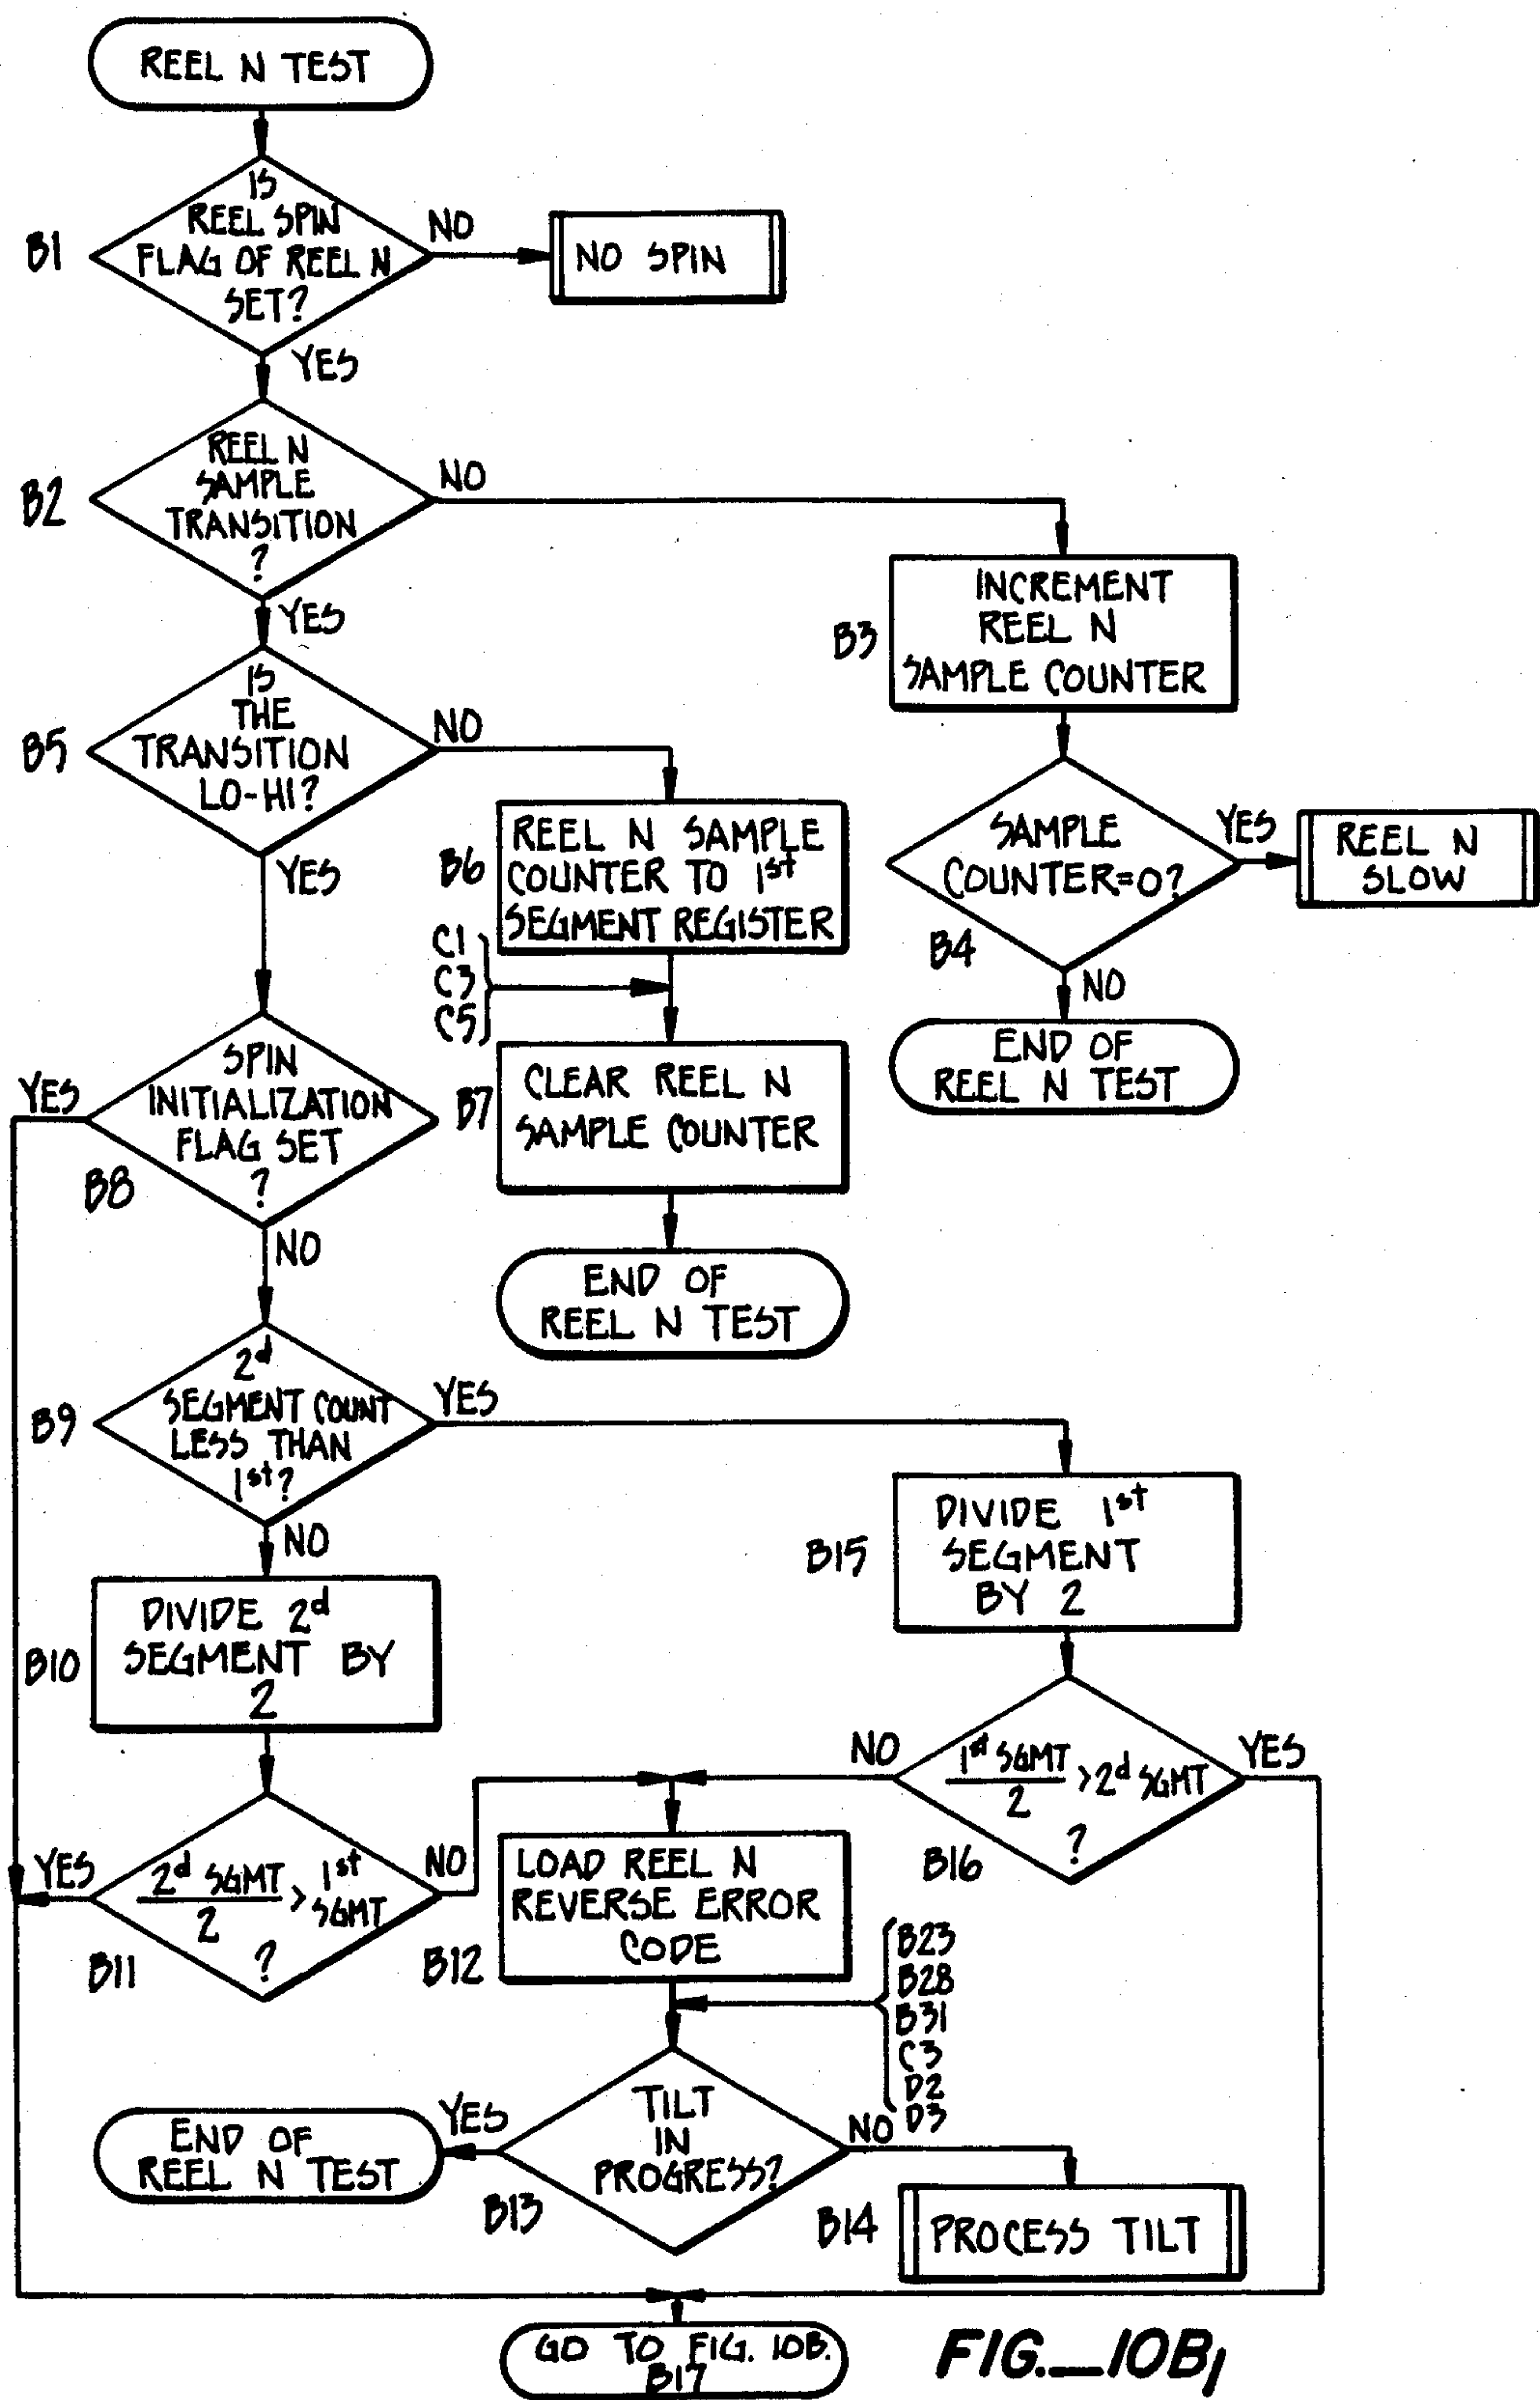 REEL N TEST
IS
REEL SPIN
FLAG OF REEL N
SET?
B1
NO
NO SPIN
YES
REEL N
SAMPLE
TRANSITION
?
B2
NO
YES
INCREMENT
REEL N
SAMPLE COUNTER
B3
IS
THE
TRANSITION
LO-HI?
B5
NO
YES
REEL N SAMPLE
COUNTER TO 1st
SEGMENT REGISTER
B6
SAMPLE
COUNTER=0?
B4
YES
REEL N
SLOW
NO
END OF
REEL N TEST
C1
C3
C5
CLEAR REEL N
SAMPLE COUNTER
B7
END OF
REEL N TEST
SPIN
INITIALIZATION
FLAG SET
?
B8
YES
NO
2d
SEGMENT COUNT
LESS THAN
1st?
B9
YES
NO
DIVIDE 2d
SEGMENT BY
2
B10
DIVIDE 1st
SEGMENT
BY 2
B15
2d SGMT
2
> 1st
SGMT
?
B11
YES
NO
1st SGMT
2
>2d SGMT
?
B16
NO
YES
LOAD REEL N
REVERSE ERROR
CODE
B12
B23
B28
B31
C3
D2
D3
TILT
IN
PROGRESS?
B13
YES
END OF
REEL N TEST
NO
B14
PROCESS TILT
GO TO FIG. 10B.
B17
FIG._10B1